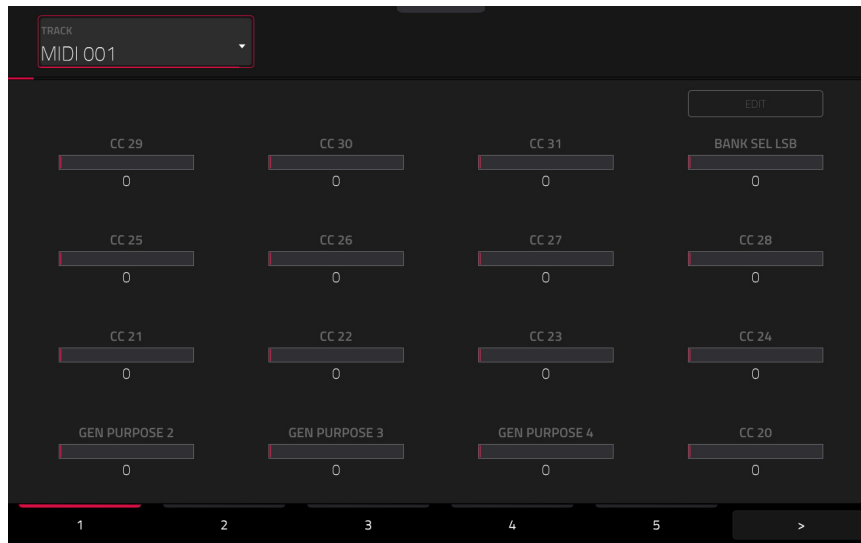 TRACK
MIDI 001
EDIT
CC 29 CC 30 CC 31 BANK SEL LSB
0 0 0 0
CC 25 CC 26 CC 27 CC 28
0 0 0 0
CC 21 CC 22 CC 23 CC 24
0 0 0 0
GEN PURPOSE 2 GEN PURPOSE 3 GEN PURPOSE 4 CC 20
0 0 0 0
1 2 3 4 5 >